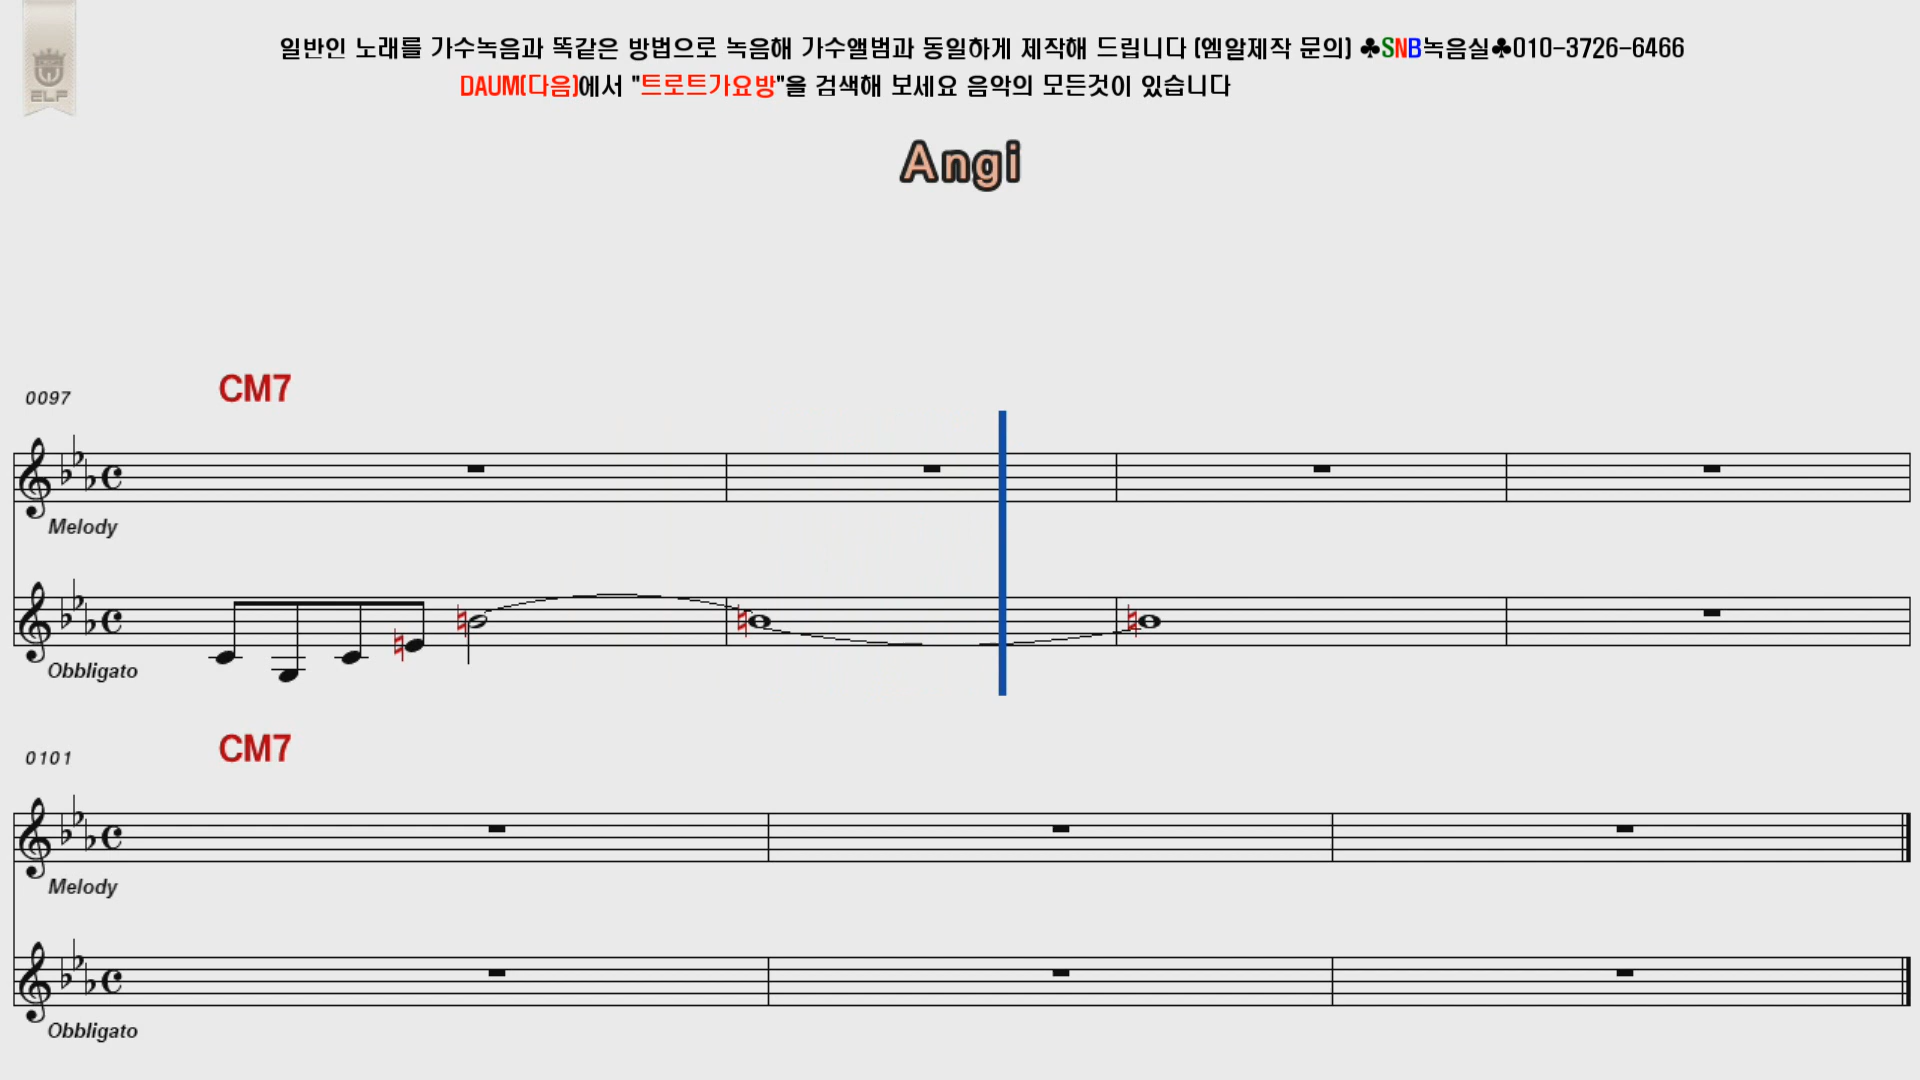 ELF
일반인 노래를 가수녹음과 똑같은 방법으로 녹음해 가수앨범과 동일하게 제작해 드립니다 (엠알제작 문의) ♣SNB녹음실♣010-3726-6466
DAUM(다음)에서 "트로트가요방"을 검색해 보세요 음악의 모든것이 있습니다
Angi
0097 CM7
Melody
Obbligato
0101 CM7
Melody
Obbligato